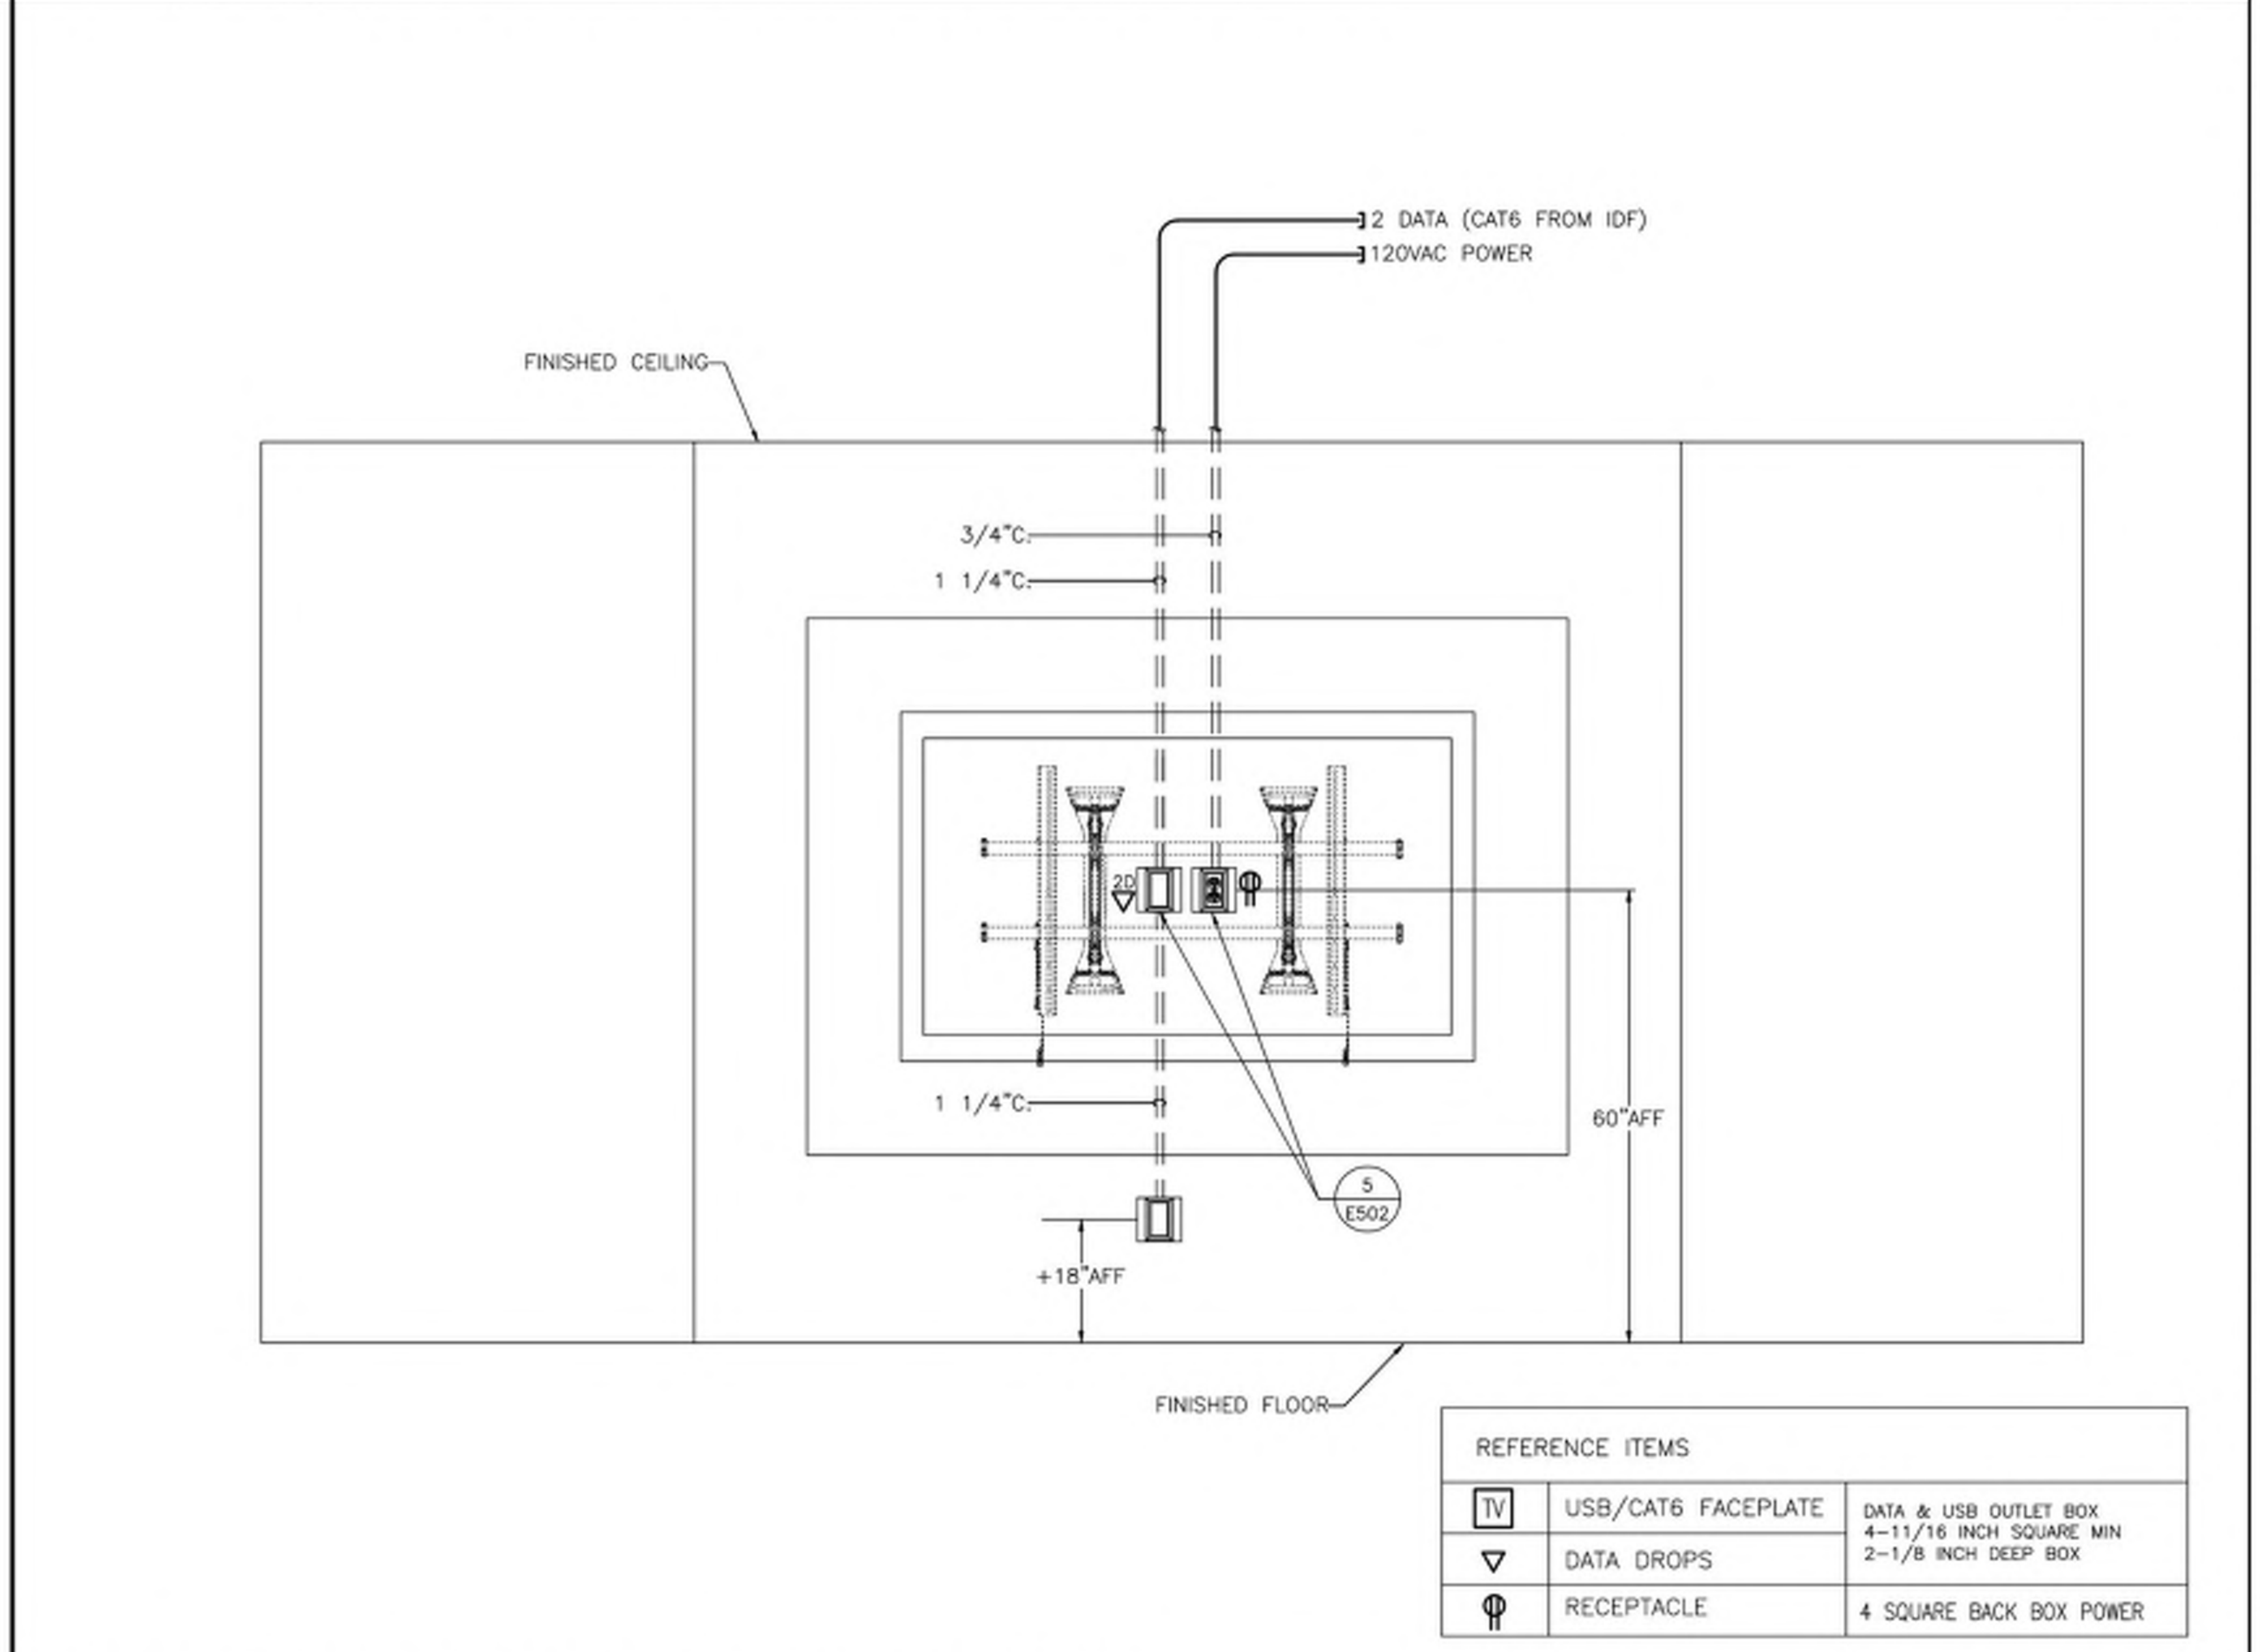 2 DATA (CAT6 FROM IDF)
120VAC POWER
FINISHED CEILING
3/4"C.
1 1/4"C.
2D
1 1/4"C.
60"AFF
5
E502
+18"AFF
FINISHED FLOOR
REFERENCE ITEMS
TV
USB/CAT6 FACEPLATE
DATA & USB OUTLET BOX
4-11/16 INCH SQUARE MIN
2-1/8 INCH DEEP BOX
DATA DROPS
RECEPTACLE
4 SQUARE BACK BOX POWER